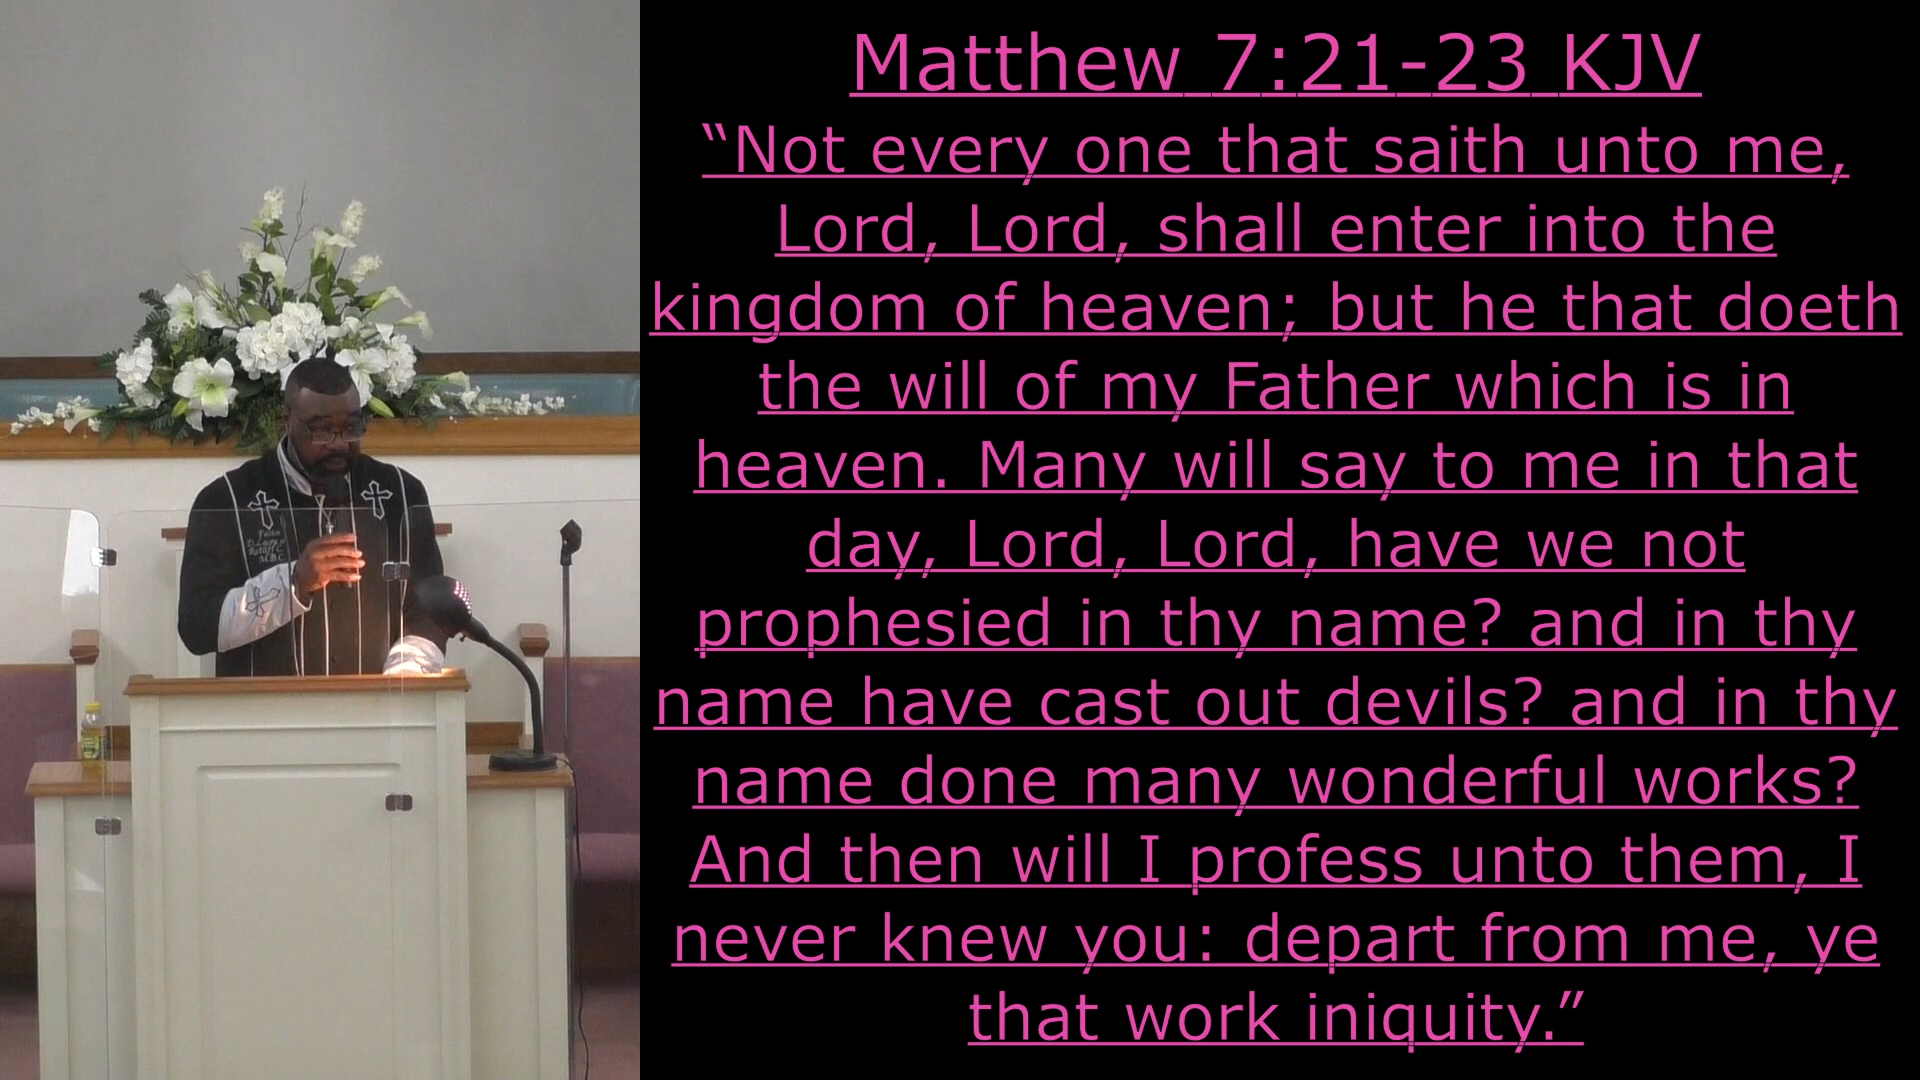 Matthew 7:21-23 KJV
“Not every one that saith unto me,
Lord, Lord, shall enter into the
kingdom of heaven; but he that doeth
the will of my Father which is in
heaven. Many will say to me in that
day, Lord, Lord, have we not
prophesied in thy name? and in thy
name have cast out devils? and in thy
name done many wonderful works?
And then will I profess unto them, I
never knew you: depart from me, ye
that work iniquity.”
Pastor